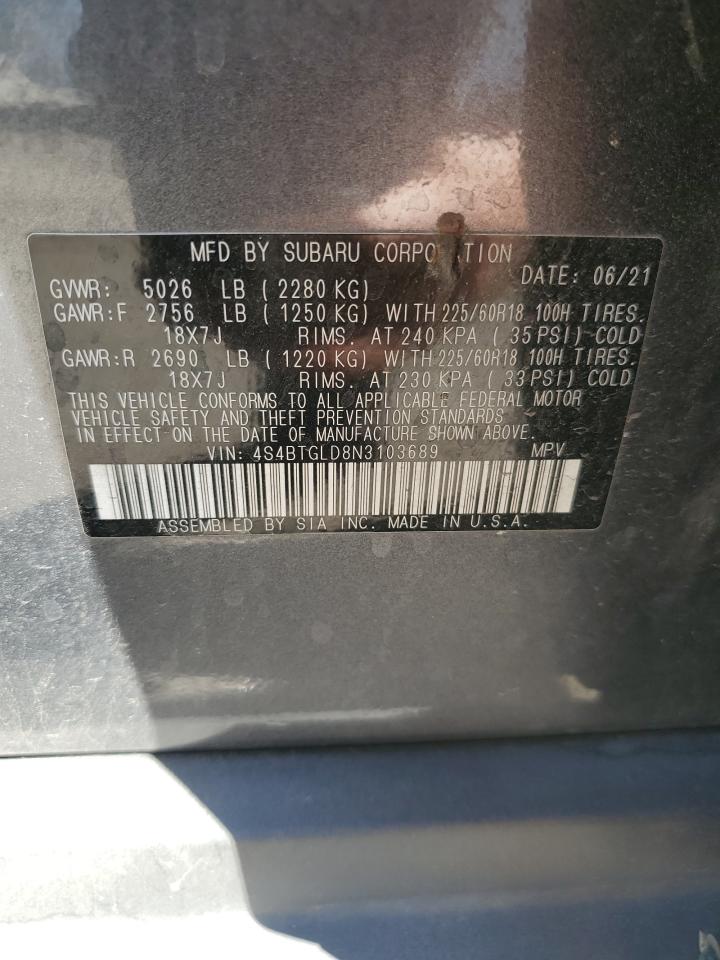 MFD BY SUBARU CORPORATION
DATE: 06/21
GVWR: 5026 LB ( 2280 KG)
GAWR:F 2756 LB ( 1250 KG) WITH 225/60R18 100H TIRES.
18X7J RIMS. AT 240 KPA ( 35 PSI) COLD
GAWR:R 2690 LB ( 1220 KG) WITH 225/60R18 100H TIRES.
18X7J RIMS. AT 230 KPA ( 33 PSI) COLD
THIS VEHICLE CONFORMS TO ALL APPLICABLE FEDERAL MOTOR
VEHICLE SAFETY AND THEFT PREVENTION STANDARDS
IN EFFECT ON THE DATE OF MANUFACTURE SHOWN ABOVE.
VIN: 4S4BTGLD8N3103689 MPV
ASSEMBLED BY SIA INC. MADE IN U.S.A.